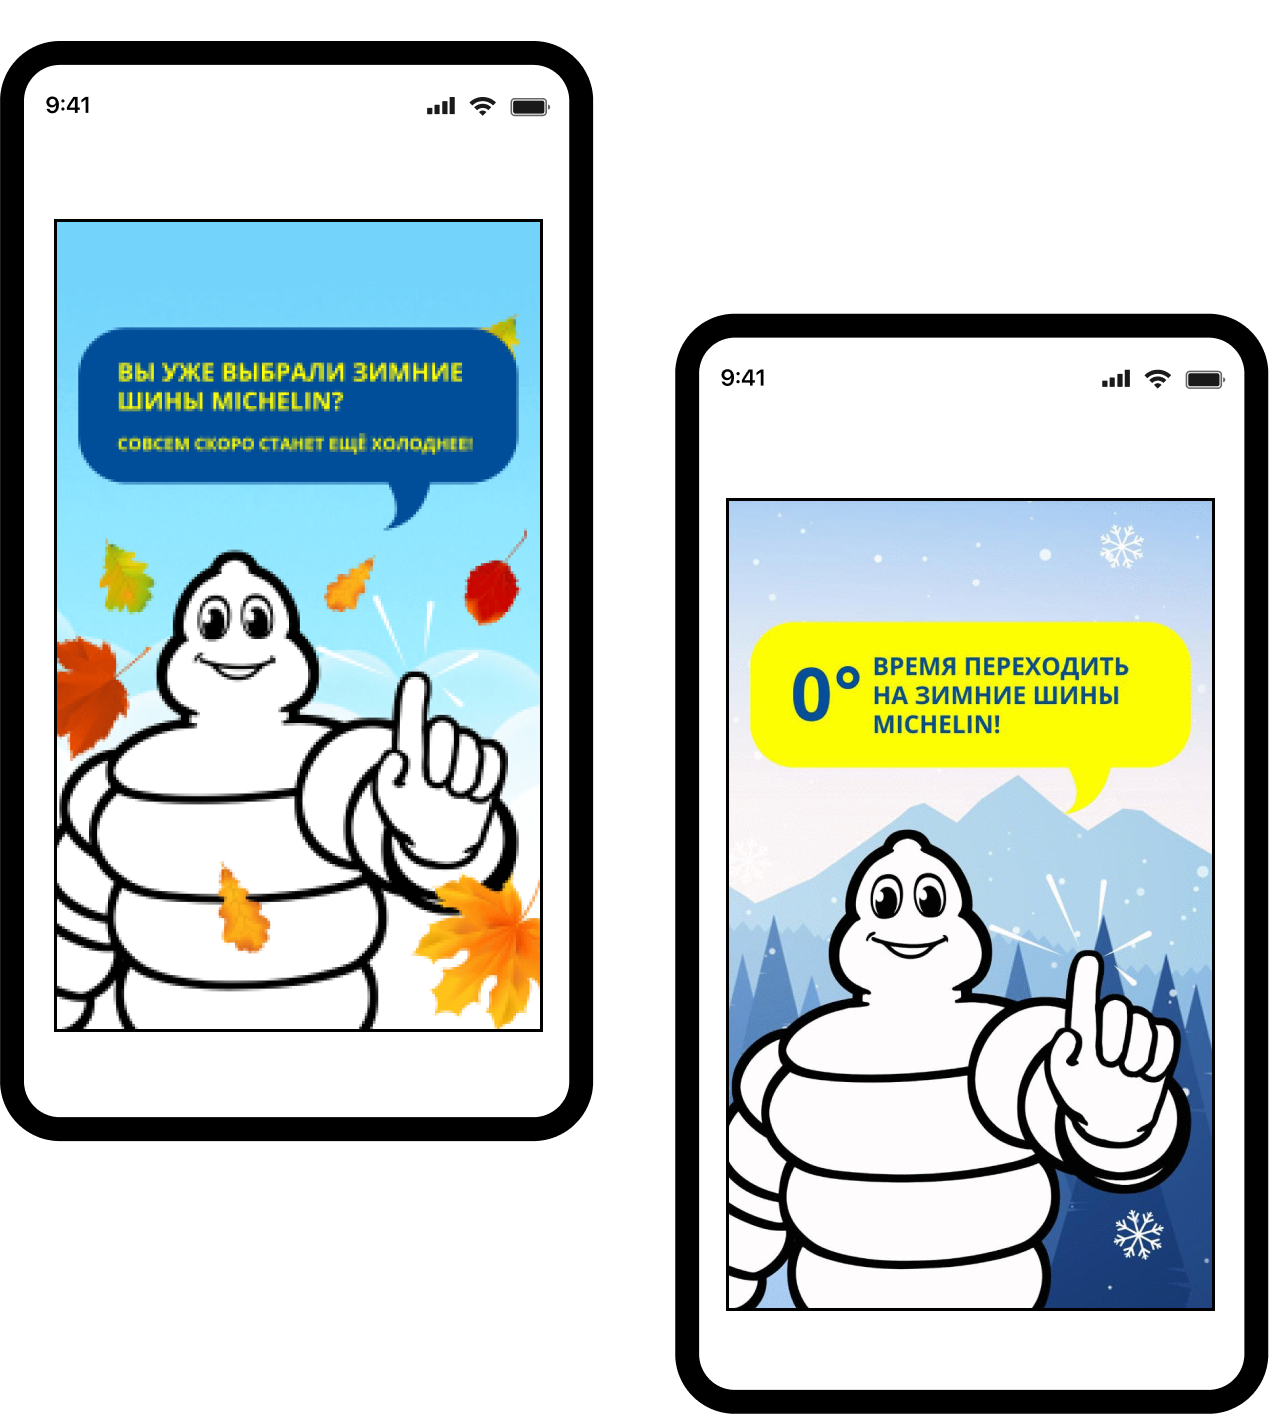 9:41
ВЫ УЖЕ ВЫБРАЛИ ЗИМНИЕ
ШИНЫ MICHELIN?
СОВСЕМ СКОРО СТАНЕТ ЕЩЁ ХОЛОДНЕЕ!
9:41
0° ВРЕМЯ ПЕРЕХОДИТЬ
НА ЗИМНИЕ ШИНЫ
MICHELIN!